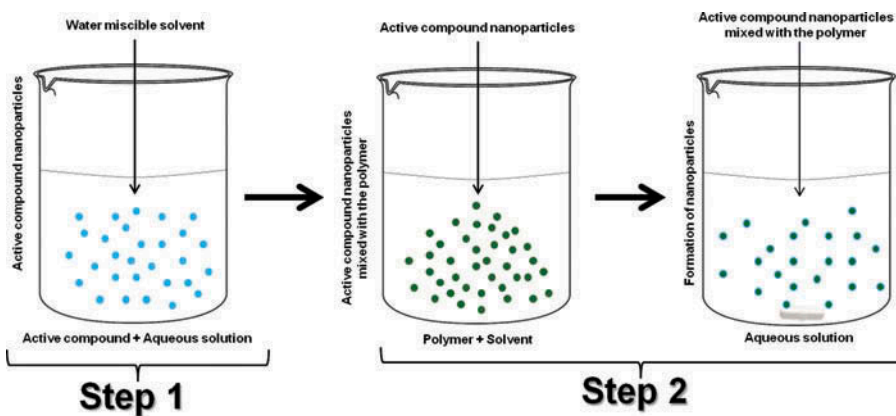 Water miscible solvent
Active compound nanoparticles
Active compound + Aqueous solution
Step 1
Active compound nanoparticles
Active compound nanoparticles
mixed with the polymer
Polymer + Solvent
Active compound nanoparticles
mixed with the polymer
Formation of nanoparticles
Aqueous solution
Step 2